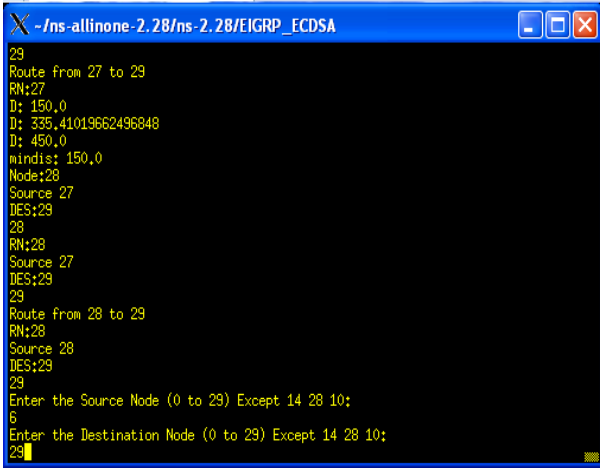 ~/ns-allinone-2.28/ns-2.28/EIGRP_ECDSA
29
Route from 27 to 29
RN:27
D: 150.0
D: 335.41019662496848
D: 450.0
mindis: 150.0
Node:28
Source 27
DES:29
28
RN:28
Source 27
DES:29
29
Route from 28 to 29
RN:28
Source 28
DES:29
29
Enter the Source Node (0 to 29) Except 14 28 10:
6
Enter the Destination Node (0 to 29) Except 14 28 10:
29